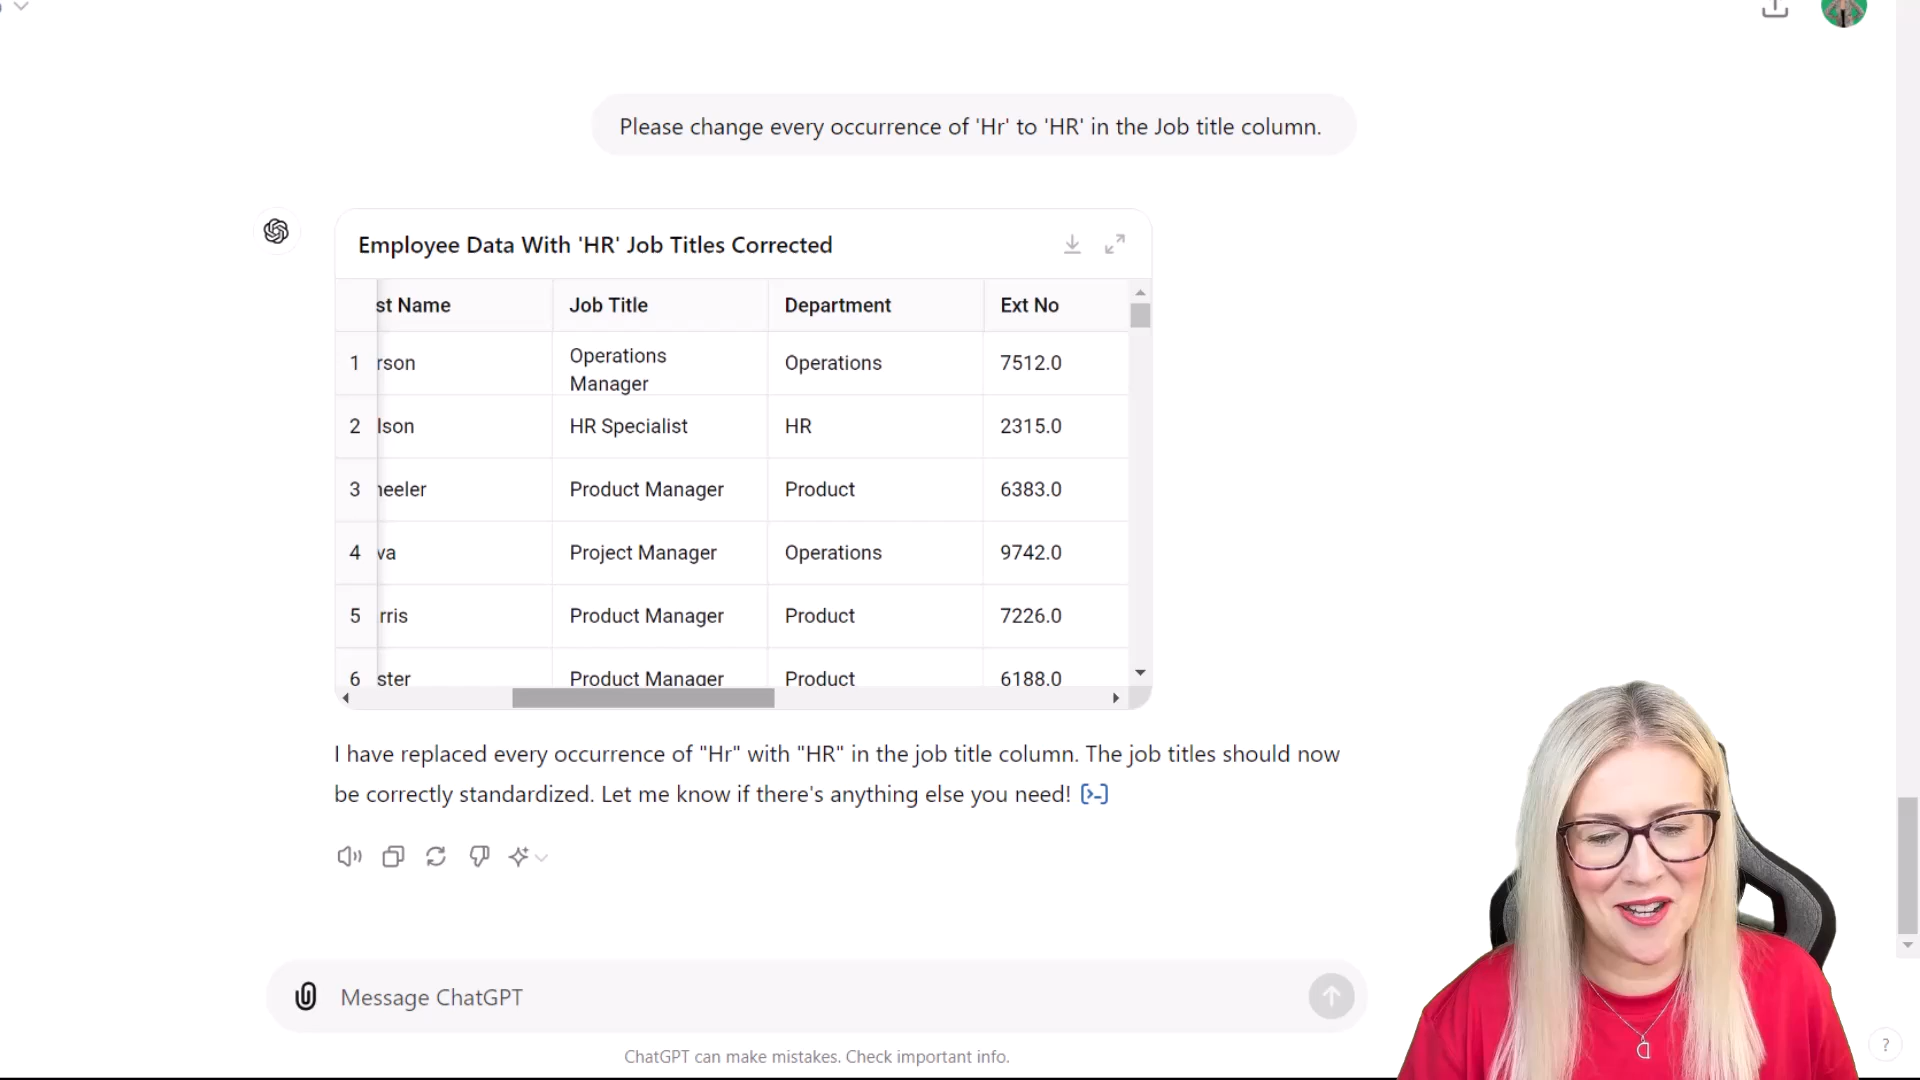 Please change every occurrence of 'Hr' to 'HR' in the Job title column.
Employee Data With 'HR' Job Titles Corrected
st Name Job Title Department Ext No
1 rson Operations Manager Operations 7512.0
2 lson HR Specialist HR 2315.0
3 heeler Product Manager Product 6383.0
4 va Project Manager Operations 9742.0
5 rris Product Manager Product 7226.0
6 ster Product Manager Product 6188.0
I have replaced every occurrence of "Hr" with "HR" in the job title column. The job titles should now
be correctly standardized. Let me know if there's anything else you need! [>-]
Message ChatGPT
ChatGPT can make mistakes. Check important info.
?